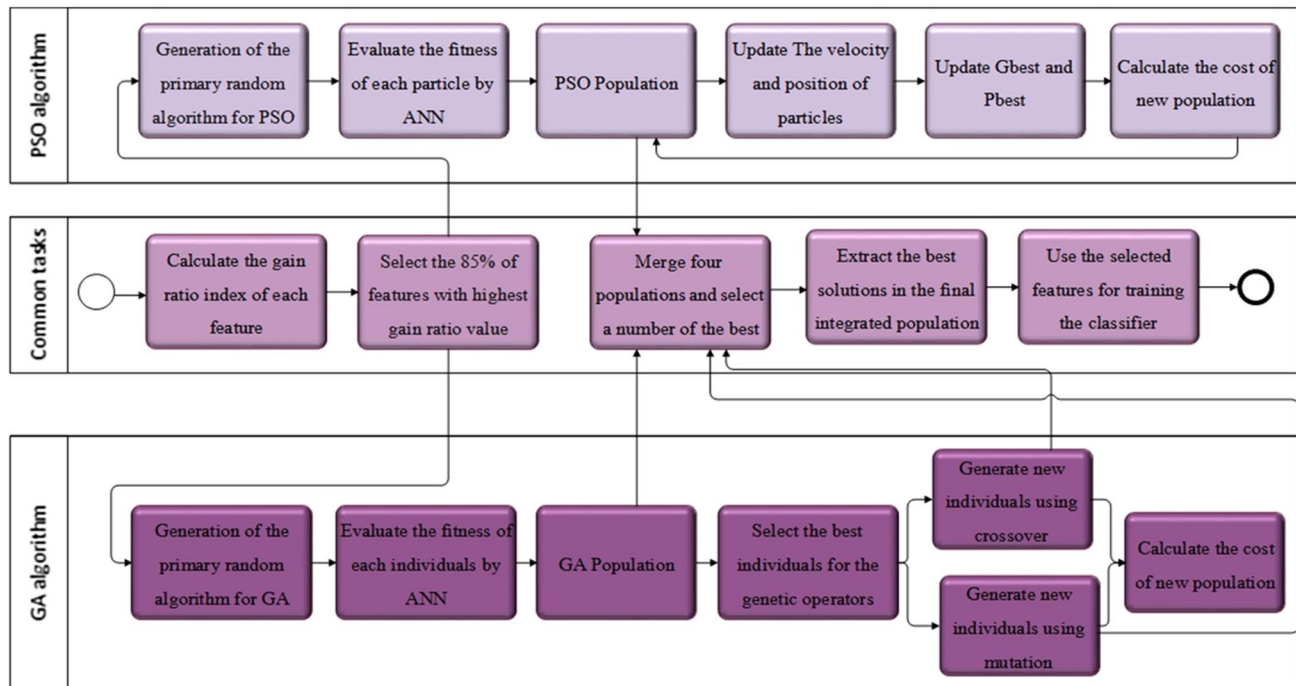 PSO algorithm
Generation of the
primary random
algorithm for PSO
Evaluate the fitness
of each particle by
ANN
PSO Population
Update The velocity
and position of
particles
Update Gbest and
Pbest
Calculate the cost of
new population
Common tasks
Calculate the gain
ratio index of each
feature
Select the 85% of
features with highest
gain ratio value
Merge four
populations and select
a number of the best
Extract the best
solutions in the final
integrated population
Use the selected
features for training
the classifier
GA algorithm
Generation of the
primary random
algorithm for GA
Evaluate the fitness of
each individuals by
ANN
GA Population
Select the best
individuals for the
genetic operators
Generate new
individuals using
crossover
Generate new
individuals using
mutation
Calculate the cost
of new population